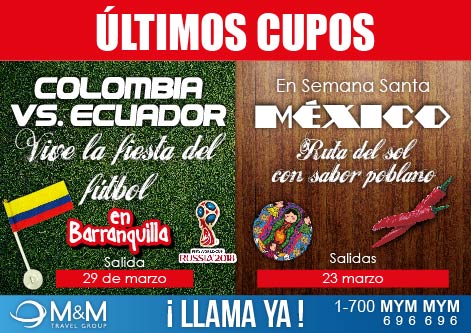 ÚLTIMOS CUPOS
COLOMBIA
VS. ECUADOR
Vive la fiesta del
fútbol
en
Barranquilla
FIFA WORLD CUP
RUSSIA 2018
Salida
29 de marzo
En Semana Santa
MÉXICO
Ruta del sol
con sabor poblano
Salidas
23 marzo
M&M
TRAVEL GROUP
¡LLAMA YA!
1-700 MYM MYM
696 696